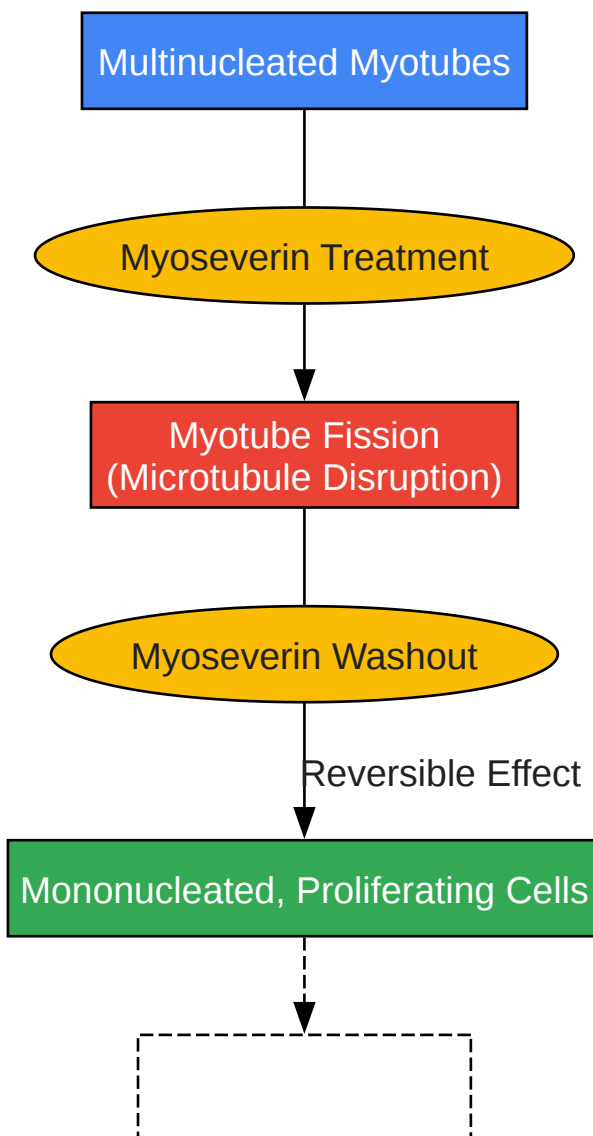 Multinucleated Myotubes
Myoseverin Treatment
Myotube Fission
(Microtubule Disruption)
Myoseverin Washout
Reversible Effect
Mononucleated, Proliferating Cells